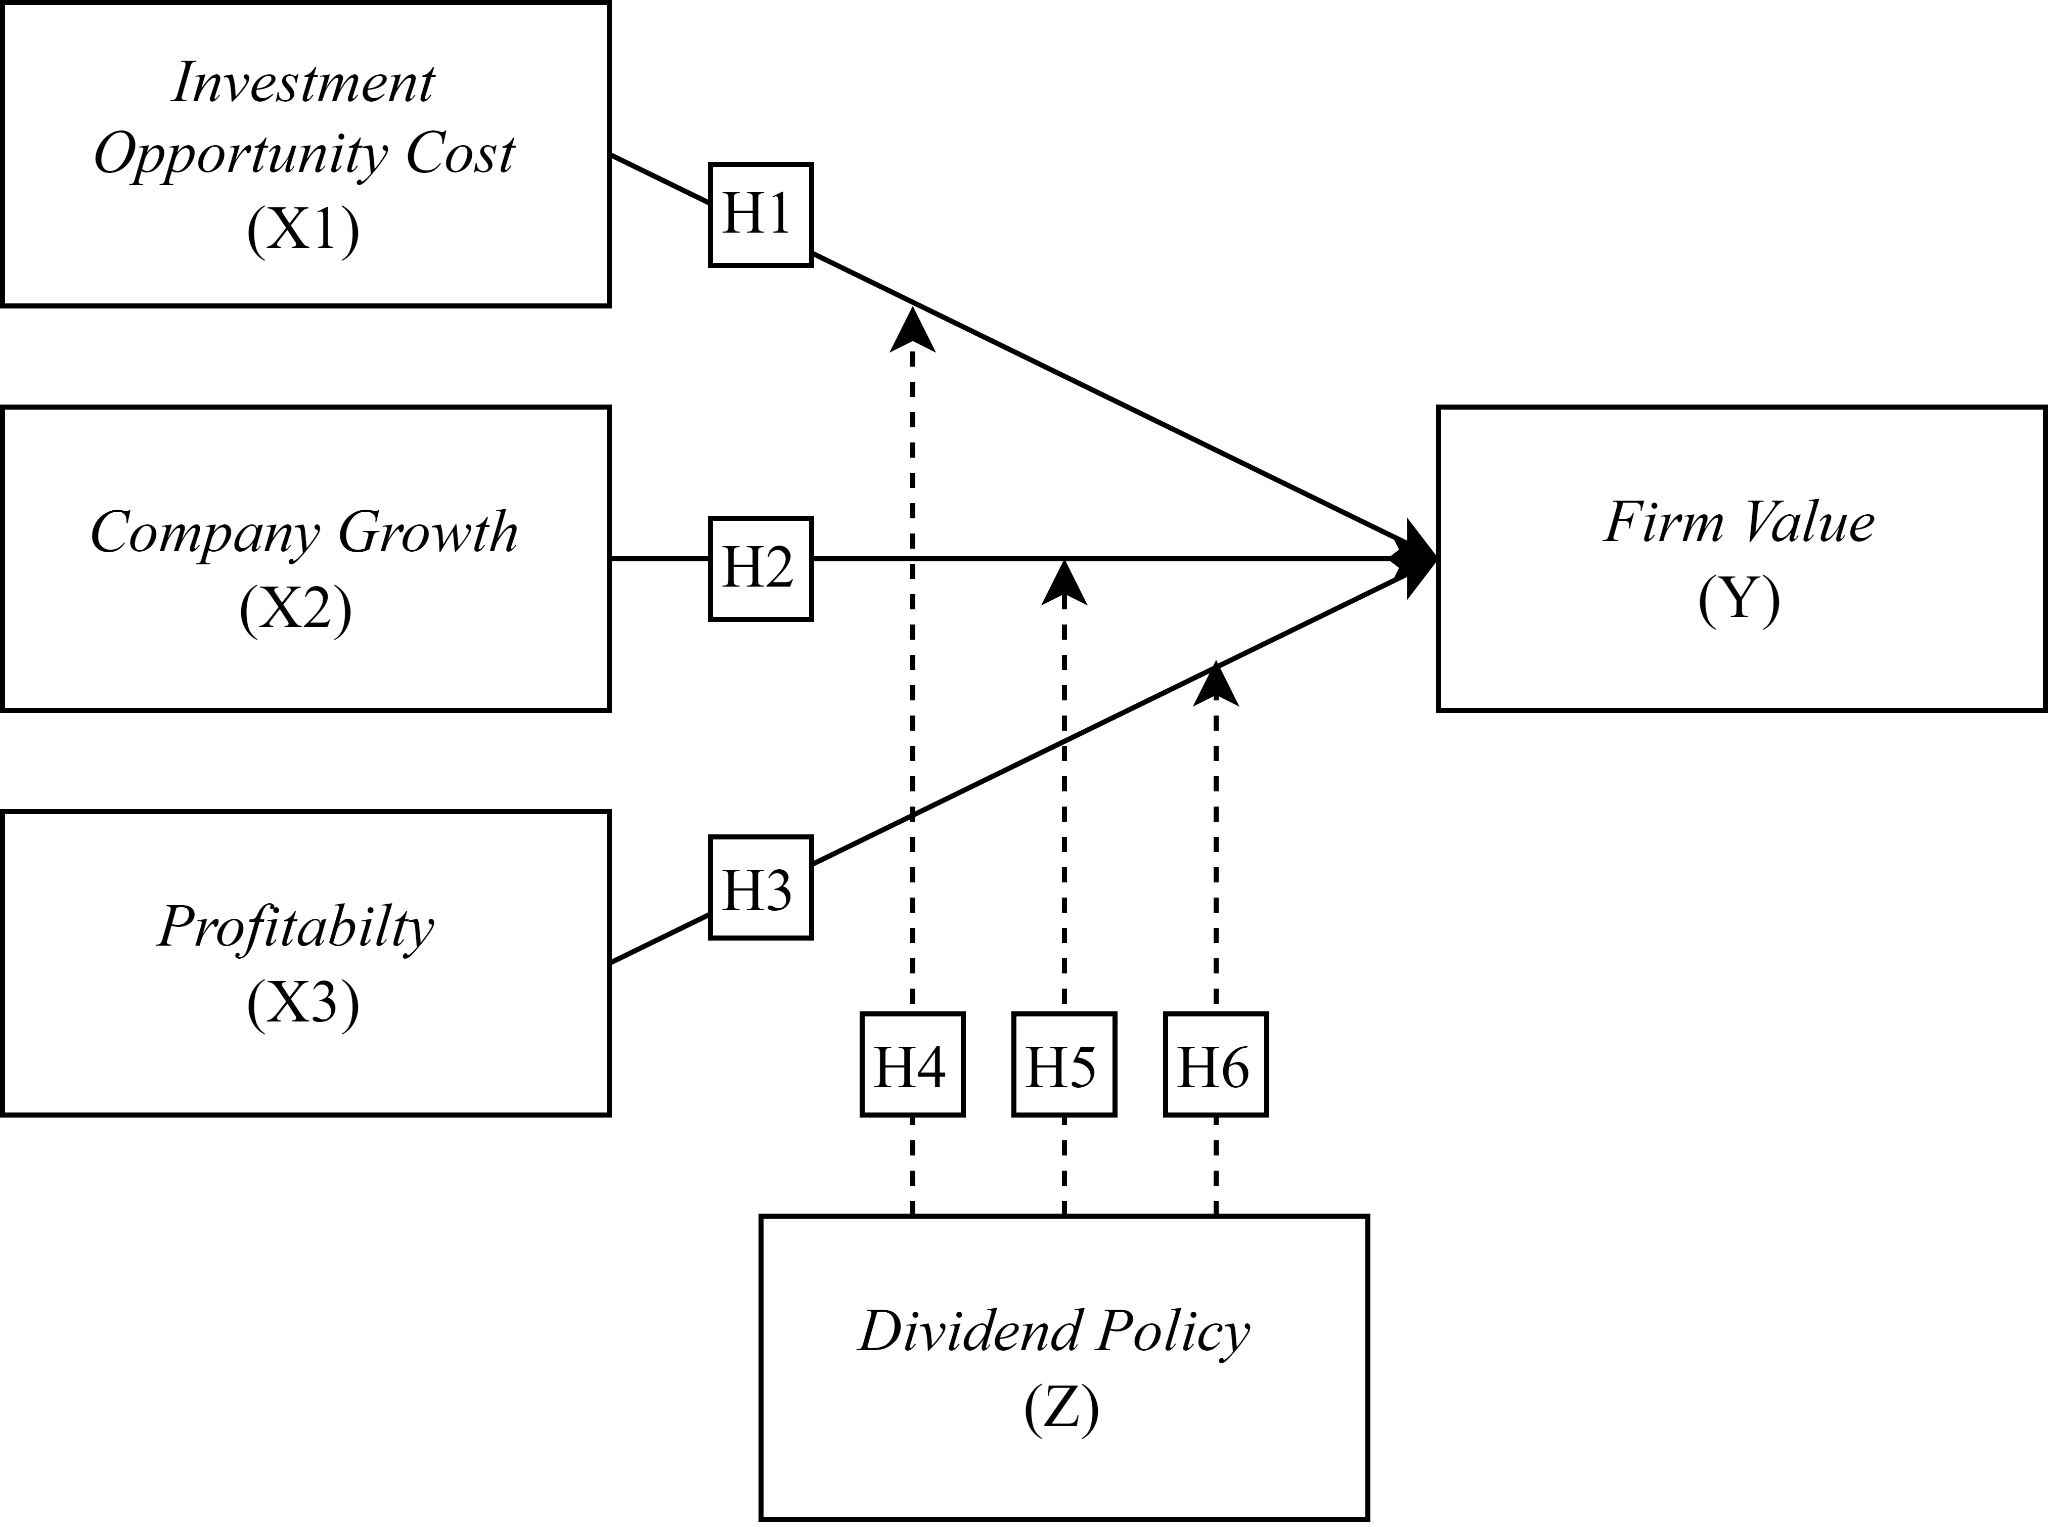 Investment
Opportunity Cost
(X1)
H1
Company Growth
(X2)
H2
Firm Value
(Y)
Profitabilty
(X3)
H3
H4
H5
H6
Dividend Policy
(Z)